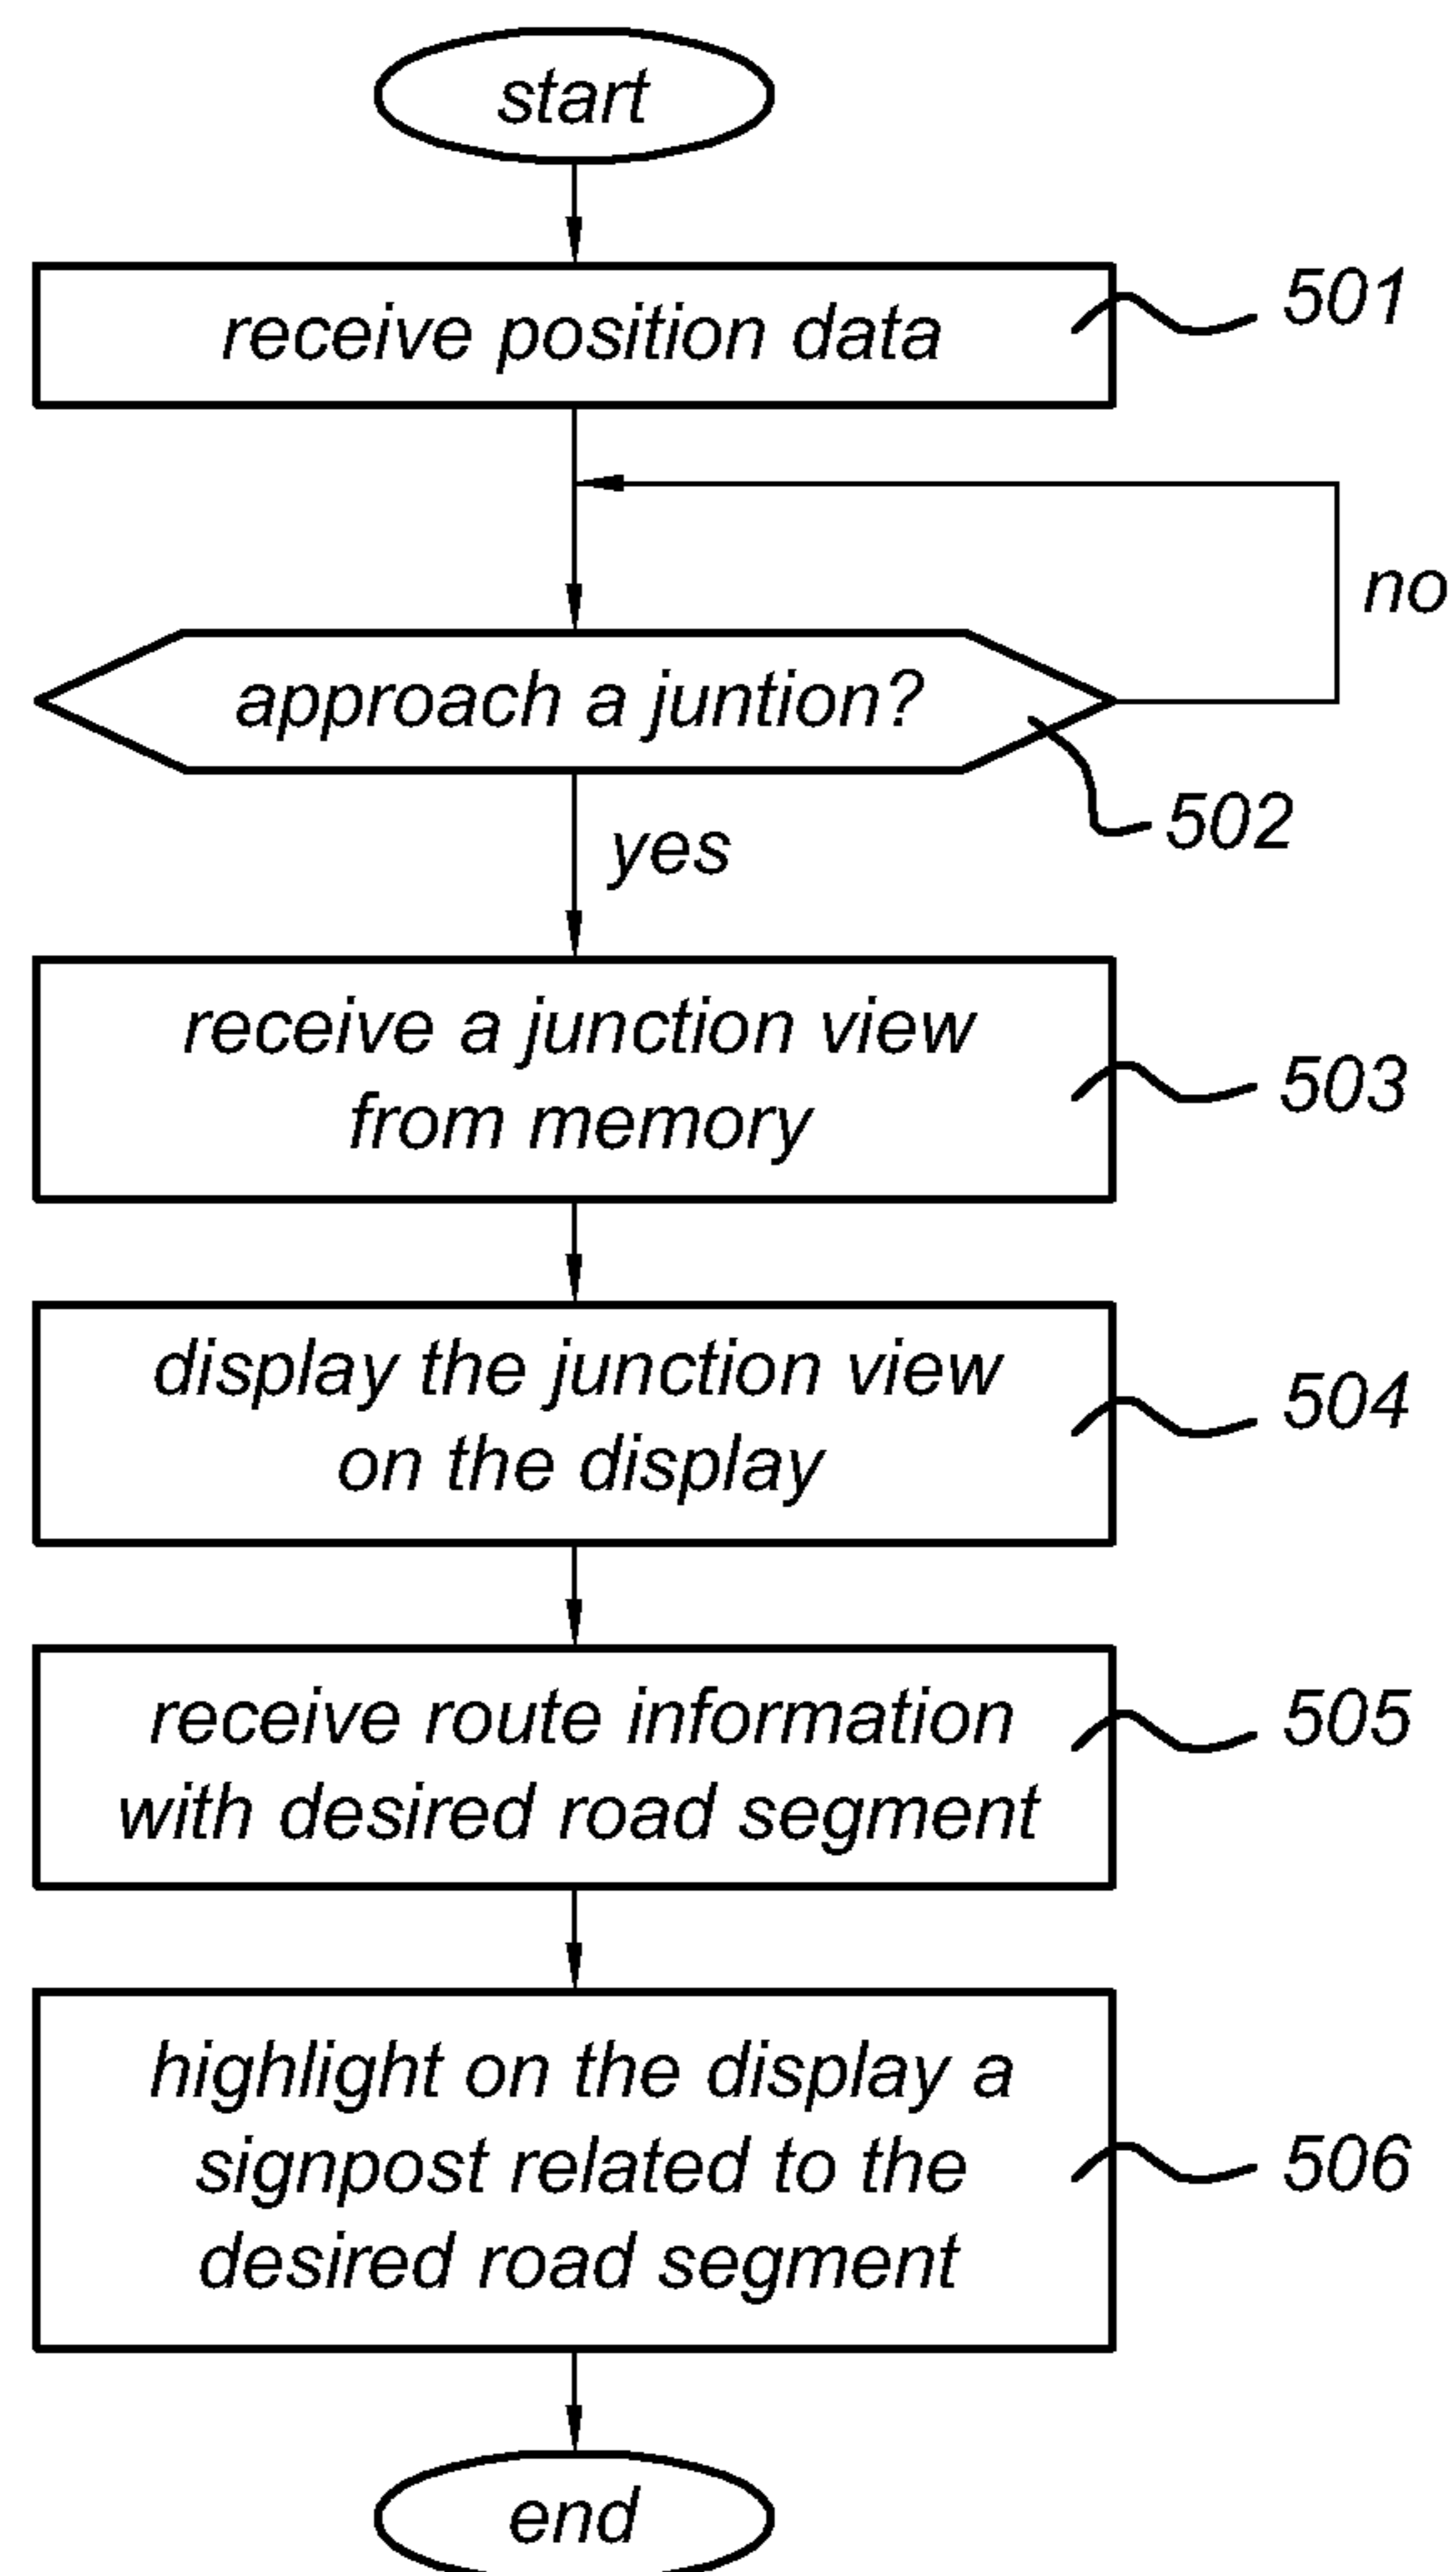 start
receive position data
501
no
approach a juntion?
502
yes
receive a junction view
from memory
503
display the junction view
on the display
504
receive route information
with desired road segment
505
highlight on the display a
signpost related to the
desired road segment
506
end